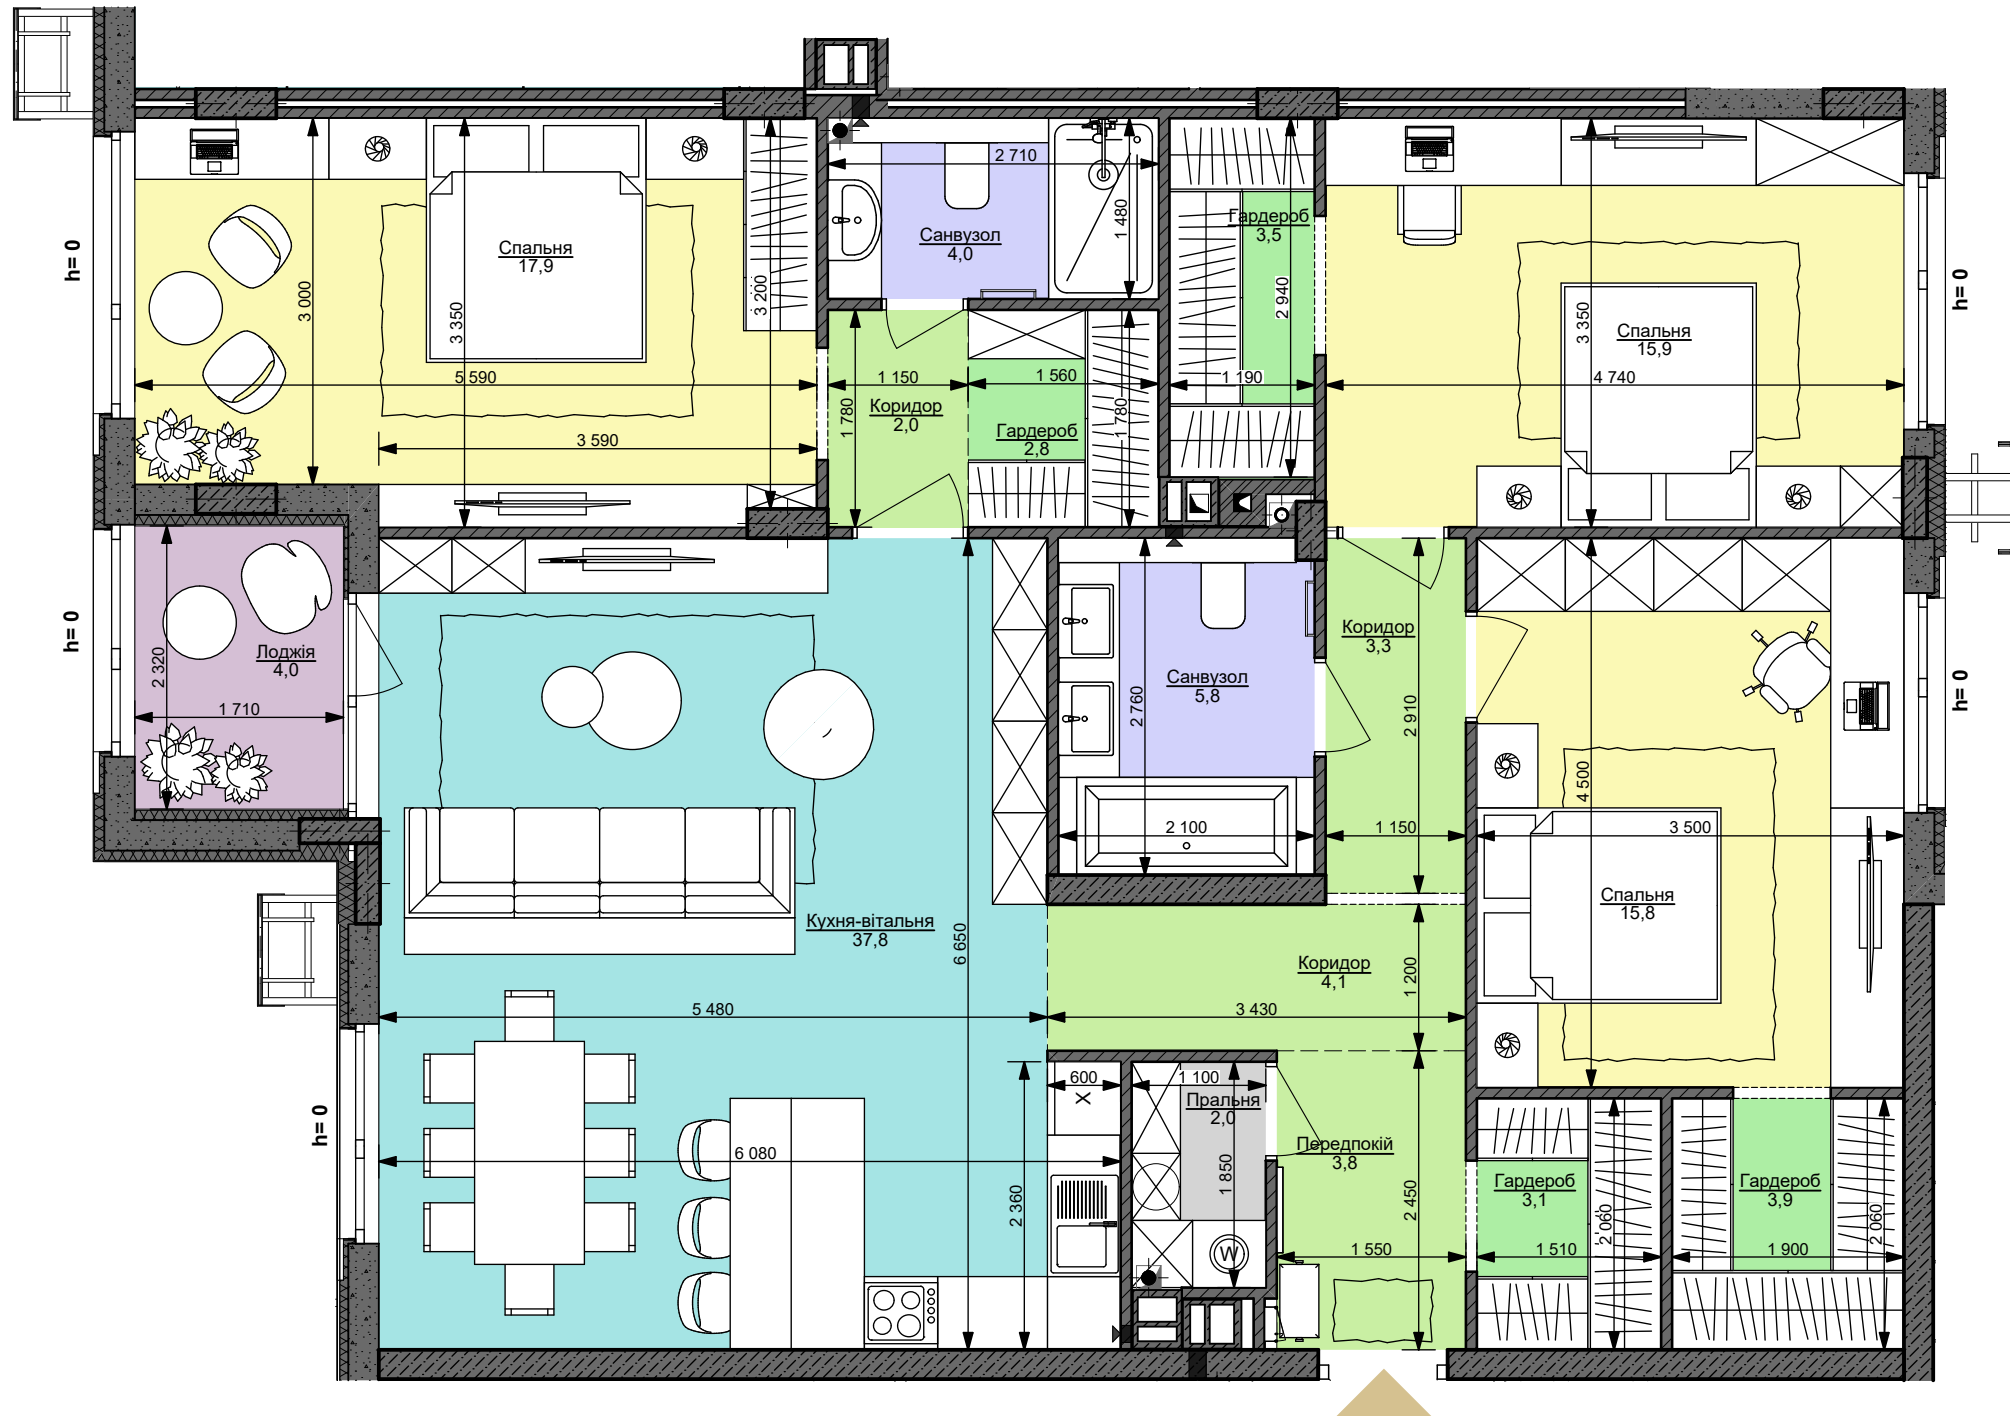 2 710
1 480
Санвузол
4,0
Гардероб
3,5
2 940
1 190
Спальня
17,9
3 000
3 350
3 200
5 590
3 590
h= 0
1 150
1 780
Коридор
2,0
1 560
1 780
Гардероб
2,8
Спальня
15,9
3 350
4 740
h= 0
h= 0
Лоджія
4,0
2 320
1 710
Санвузол
5,8
2 760
2 100
Коридор
3,3
2 910
1 150
h= 0
4 500
3 500
Спальня
15,8
Кухня-вітальня
37,8
6 650
5 480
Коридор
4,1
1 200
3 430
h= 0
600
X
1 100
Пральня
2,0
1 850
W
6 080
2 360
Передпокій
3,8
2 450
1 550
Гардероб
3,1
2 060
1 510
Гардероб
3,9
2 060
1 900